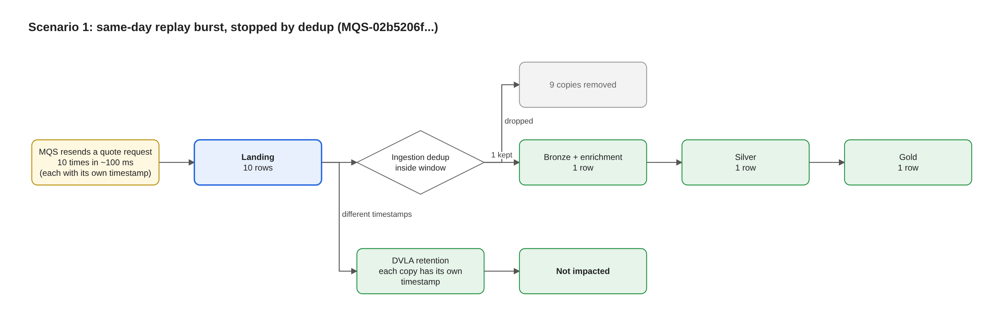 Scenario 1: same-day replay burst, stopped by dedup (MQS-02b5206f...)
9 copies removed
dropped
MQS resends a quote request
10 times in ~100 ms
(each with its own timestamp)
Landing
10 rows
Ingestion dedup
inside window
1 kept
Bronze + enrichment
1 row
Silver
1 row
Gold
1 row
different timestamps
DVLA retention
each copy has its own
timestamp
Not impacted